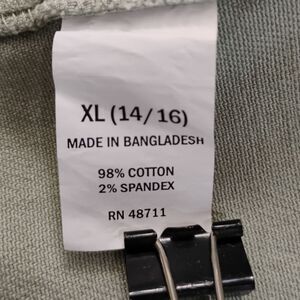 XL (14/16)
MADE IN BANGLADESH
98% COTTON
2% SPANDEX
RN 48711